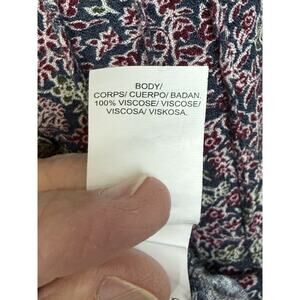 BODY/
CORPS/ CUERPO/ BADAN.
100% VISCOSE/ VISCOSE/
VISCOSA/ VISKOSA.